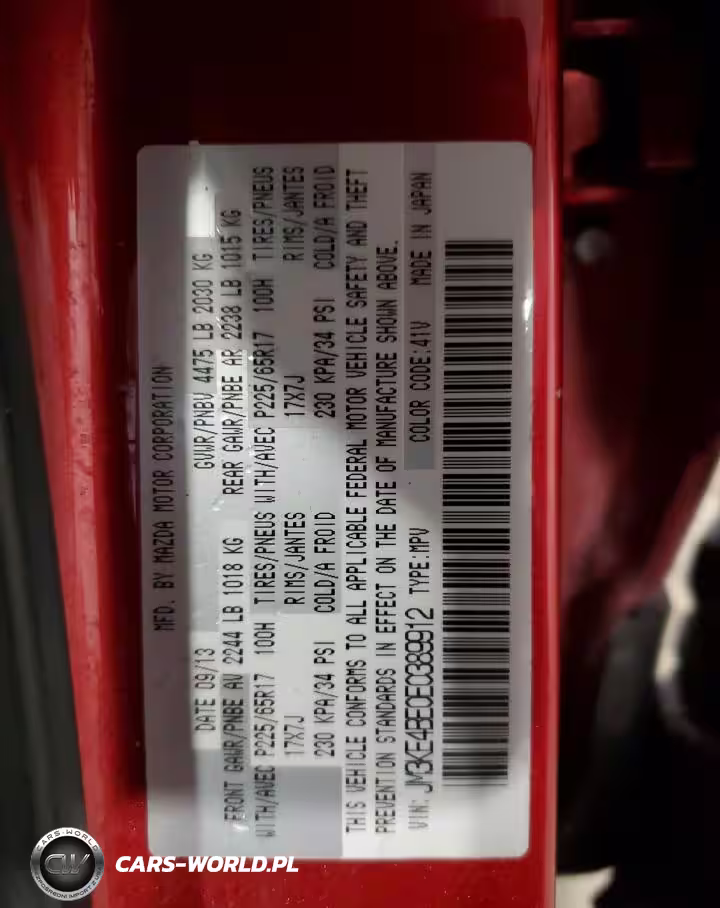 MFD. BY MAZDA MOTOR CORPORATION
DATE 09/13 GVWR/PNBV 4475 LB 2030 KG
FRONT GAWR/PNBE AV 2244 LB 1018 KG REAR GAWR/PNBE AR 2238 LB 1015 KG
WITH/AVEC P225/65R17 100H TIRES/PNEUS WITH/AVEC P225/65R17 100H TIRES/PNEUS
17X7J RIMS/JANTES 17X7J RIMS/JANTES
230 KPA/34 PSI COLD/A FROID 230 KPA/34 PSI COLD/A FROID
THIS VEHICLE CONFORMS TO ALL APPLICABLE FEDERAL MOTOR VEHICLE SAFETY AND THEFT
PREVENTION STANDARDS IN EFFECT ON THE DATE OF MANUFACTURE SHOWN ABOVE.
VIN: JM3KE4BE0E0389912 TYPE:MPV COLOR CODE:41V MADE IN JAPAN
CARS-WORLD
CW
CARS-WORLD.PL